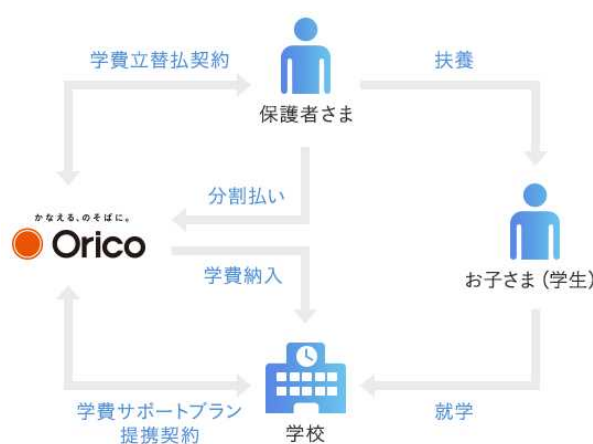 学費立替払契約
扶養
保護者さま
分割払い
かなえる、のそばに。
Orico
学費納入
お子さま(学生)
学費サポートプラン
提携契約
学校
就学